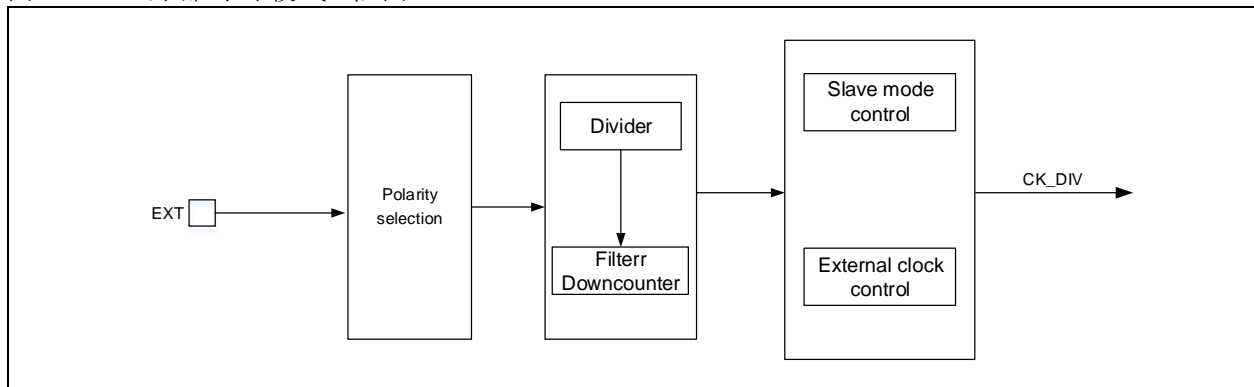 EXT
Polarity
selection
Divider
Filterr
Downcounter
Slave mode
control
External clock
control
CK_DIV